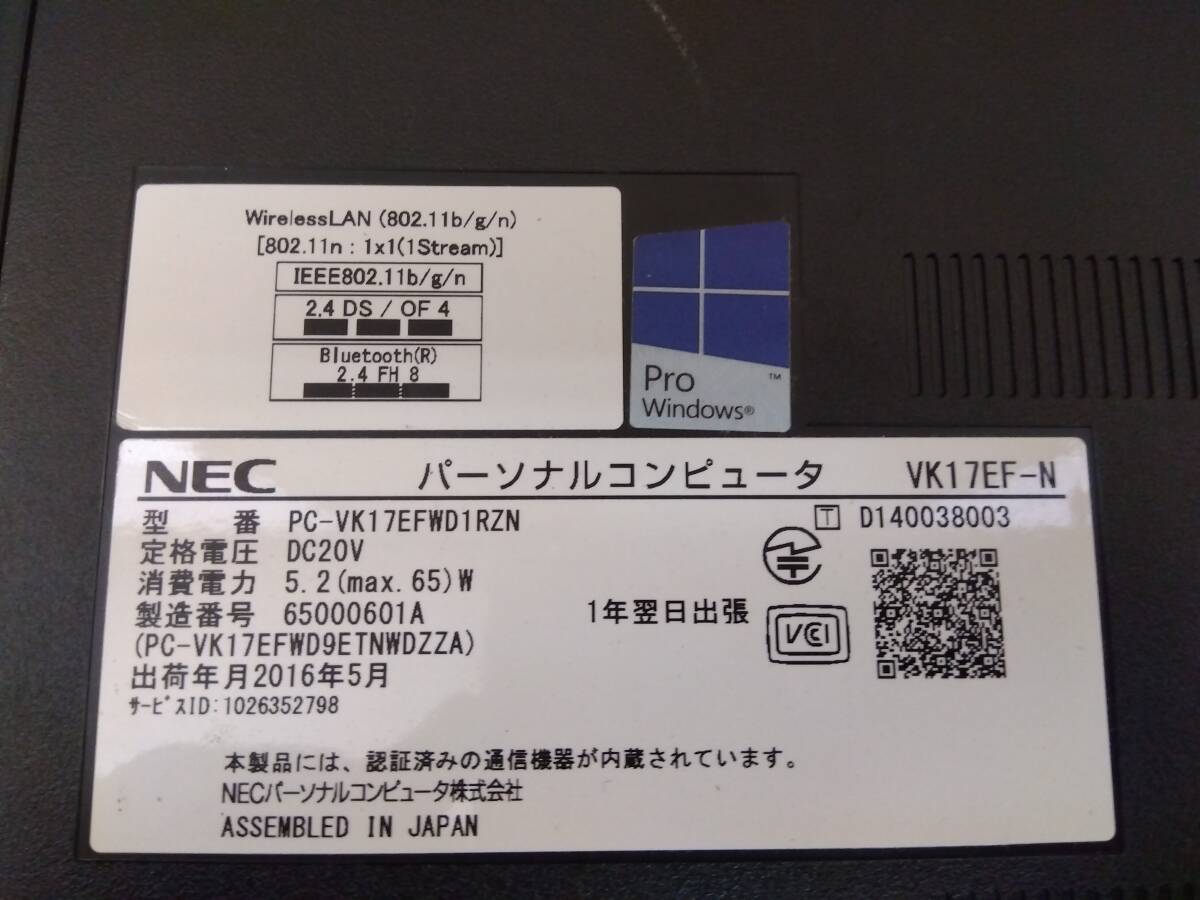 WirelessLAN (802.11b/g/n)
[802.11n : 1x1(1Stream)]
IEEE802.11b/g/n
2.4 DS / OF 4
Bluetooth(R)
2.4 FH 8
Pro ™
Windows®
NEC パーソナルコンピュータ VK17EF-N
型 番 PC-VK17EFWD1RZN
T D140038003
定格電圧 DC20V
消費電力 5.2(max.65)W
製造番号 65000601A
1年翌日出張
VCI
(PC-VK17EFWD9ETNWDZZA)
出荷年月2016年5月
ｻｰﾋﾞｽID:1026352798
本製品には、認証済みの通信機器が内蔵されています。
NECパーソナルコンピュータ株式会社
ASSEMBLED IN JAPAN